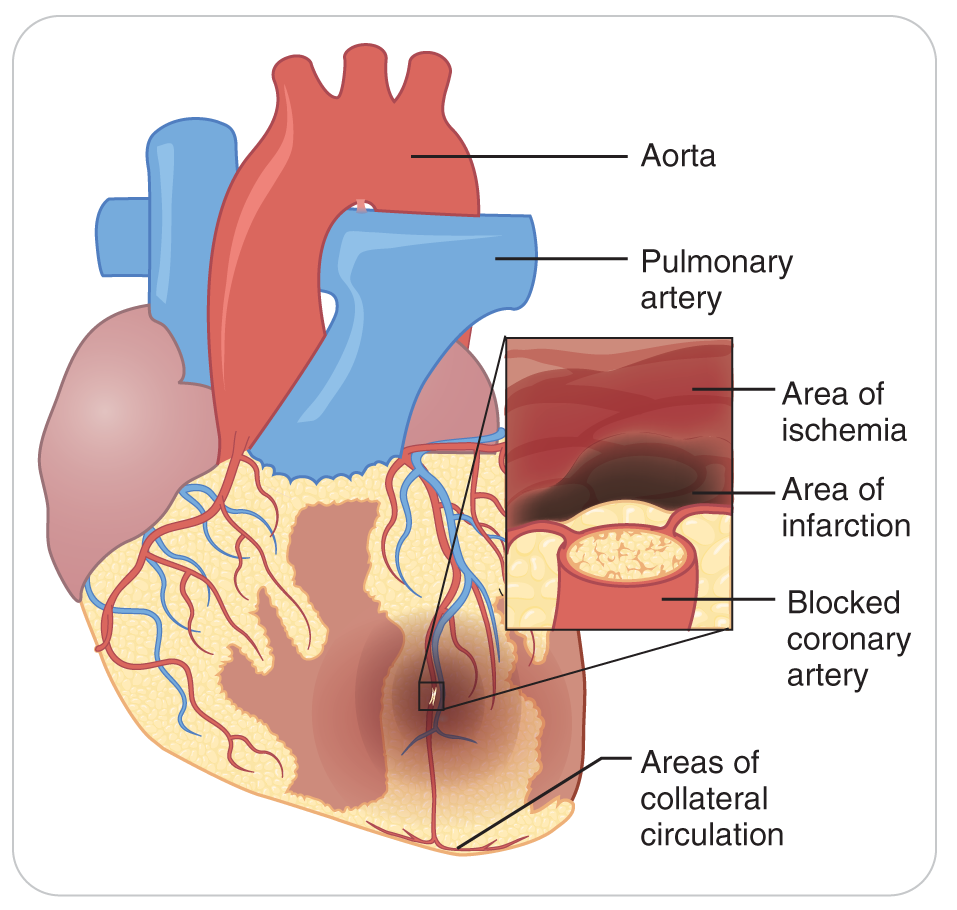 Aorta
Pulmonary
artery
Area of
ischemia
Area of
infarction
Blocked
coronary
artery
Areas of
collateral
circulation